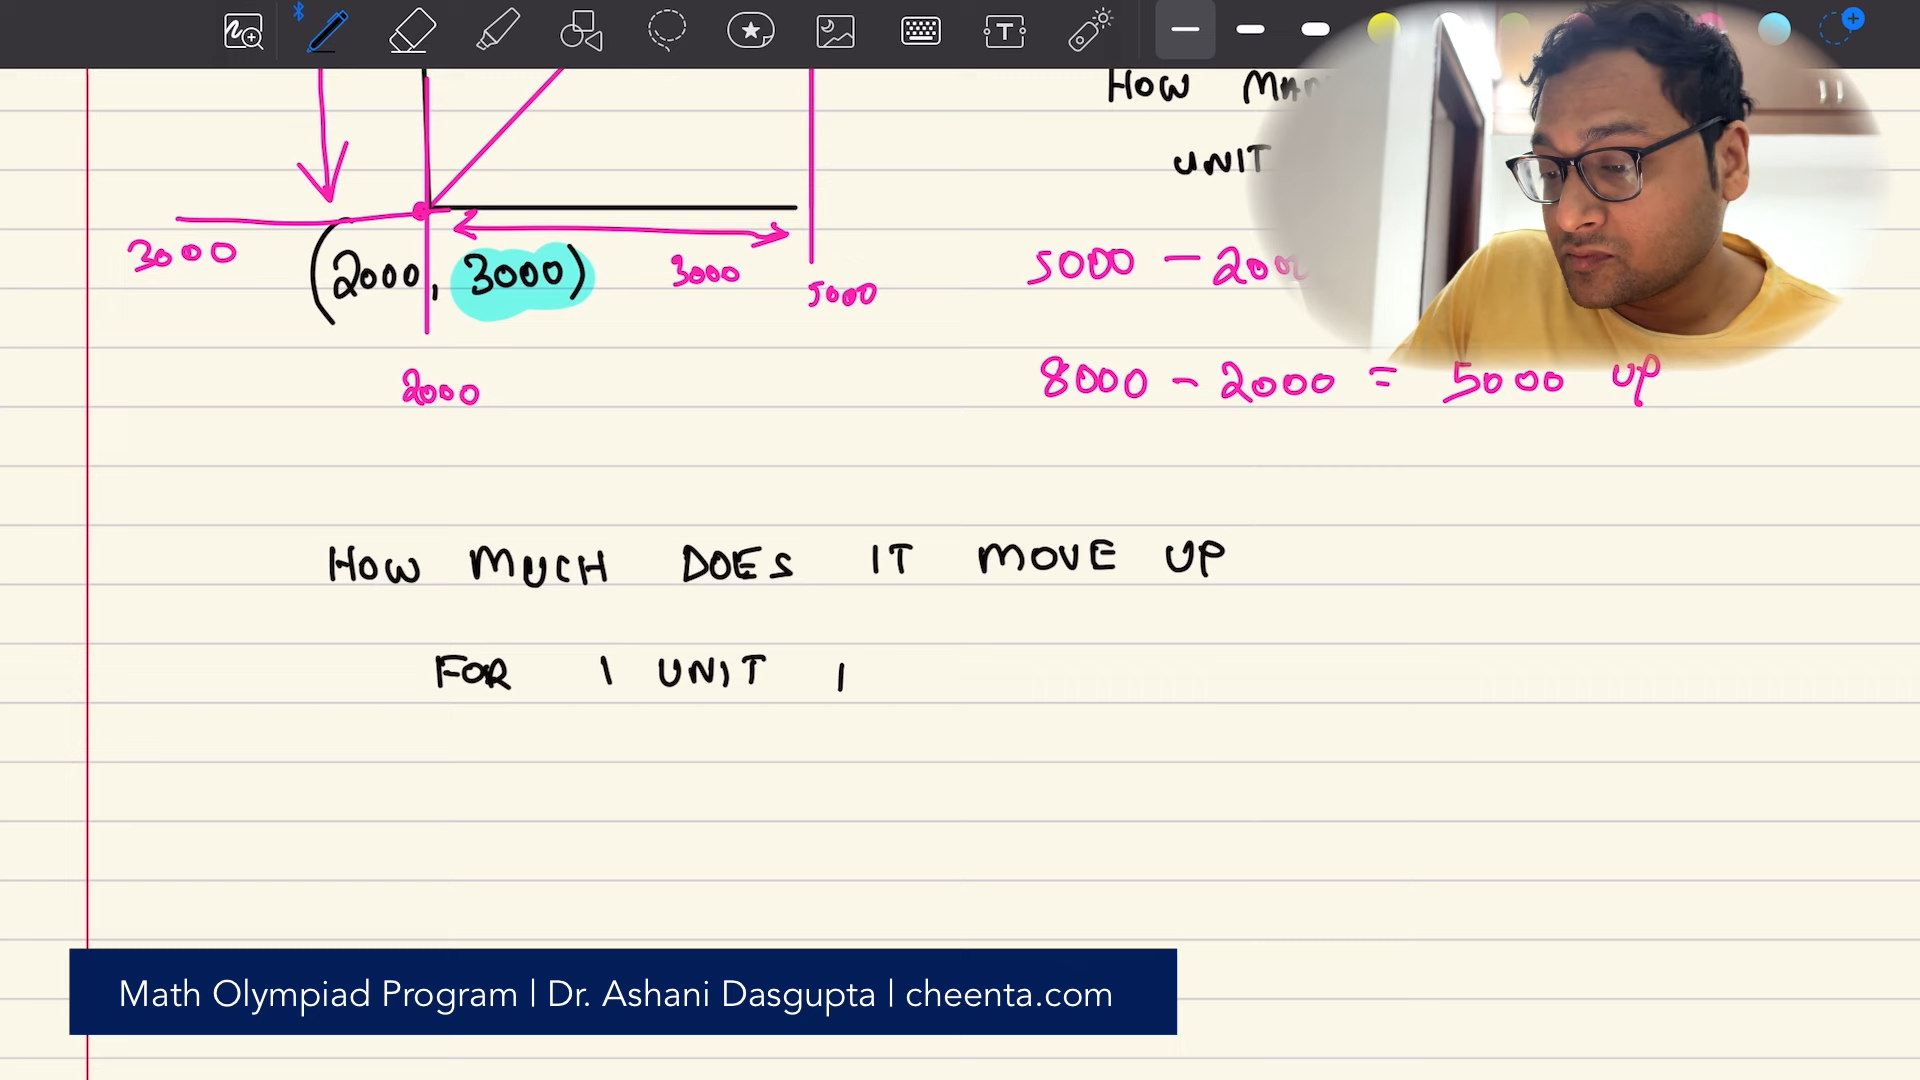 HOW
UNIT
3000
(2000, 3000)
3000
5000
5000 -
2000
8000 - 2000 = 5000 UP
HOW MUCH DOES IT MOVE UP
FOR 1 UNIT
Math Olympiad Program | Dr. Ashani Dasgupta | cheenta.com